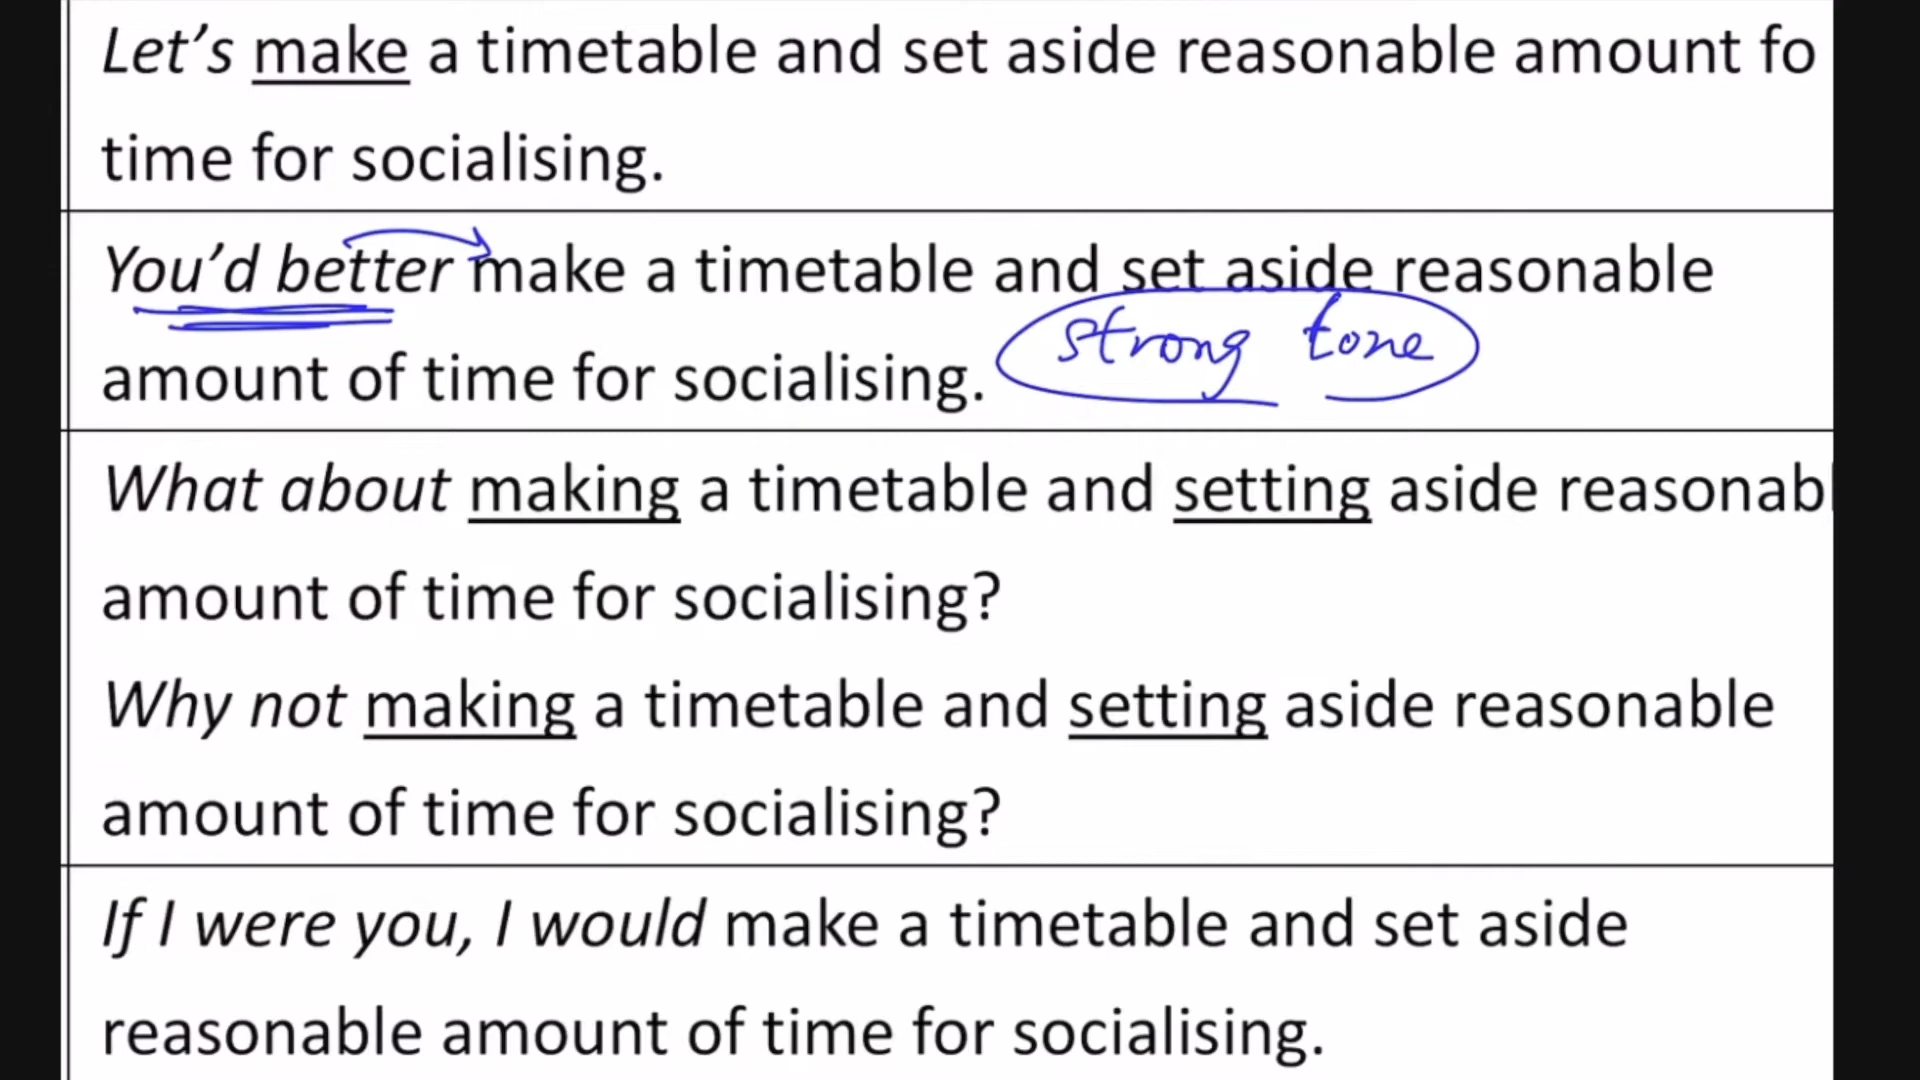 Let's make a timetable and set aside reasonable amount fo
time for socialising.
You'd better make a timetable and set aside reasonable
strong tone
amount of time for socialising.
What about making a timetable and setting aside reasonabl
amount of time for socialising?
Why not making a timetable and setting aside reasonable
amount of time for socialising?
If I were you, I would make a timetable and set aside
reasonable amount of time for socialising.